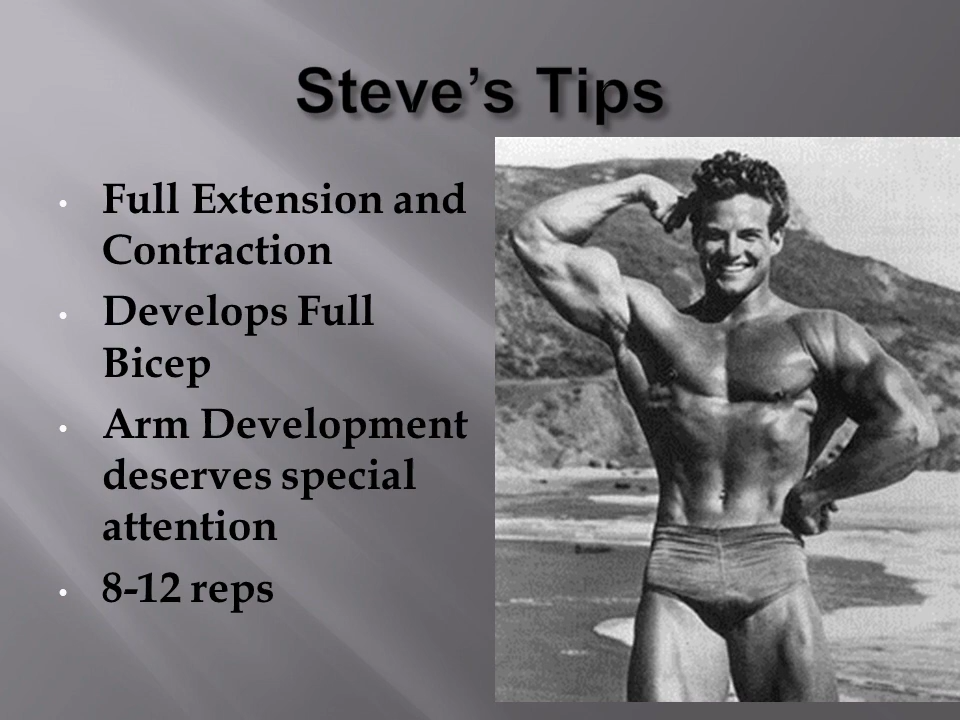 Steve’s Tips
• Full Extension and
Contraction
• Develops Full
Bicep
• Arm Development
deserves special
attention
• 8-12 reps